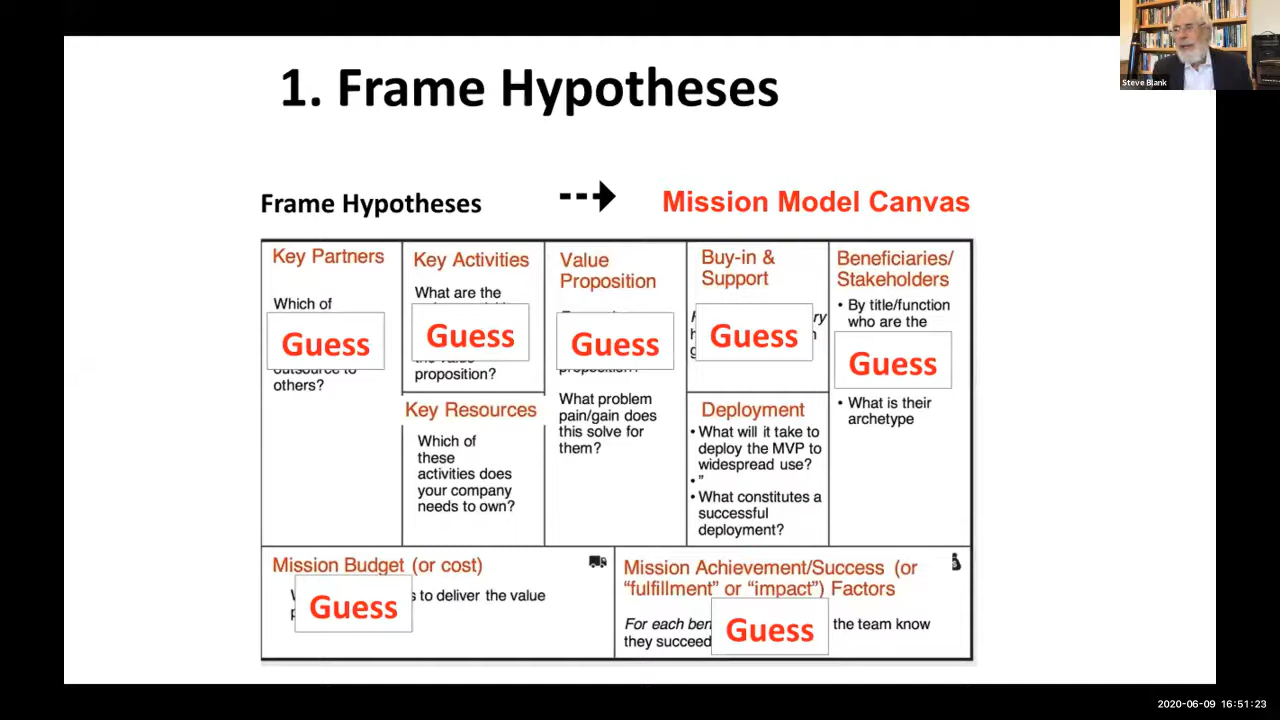 1. Frame Hypotheses
Steve Blank
Frame Hypotheses
Mission Model Canvas
Key Partners
Which of
Guess
outsource to
others?
Key Activities
What are the
Guess
the value
proposition?
Key Resources
Which of
these
activities does
your company
needs to own?
Value
Proposition
Guess
proposition?
What problem
pain/gain does
this solve for
them?
Buy-in &
Support
Guess
Deployment
• What will it take to
deploy the MVP to
widespread use?
• ”
• What constitutes a
successful
deployment?
Beneficiaries/
Stakeholders
• By title/function
who are the
Guess
• What is their
archetype
Mission Budget (or cost)
Guess
to deliver the value
Mission Achievement/Success (or
“fulfillment” or “impact”) Factors
For each
the team know
they succeed
Guess
2020-06-09 16:51:23